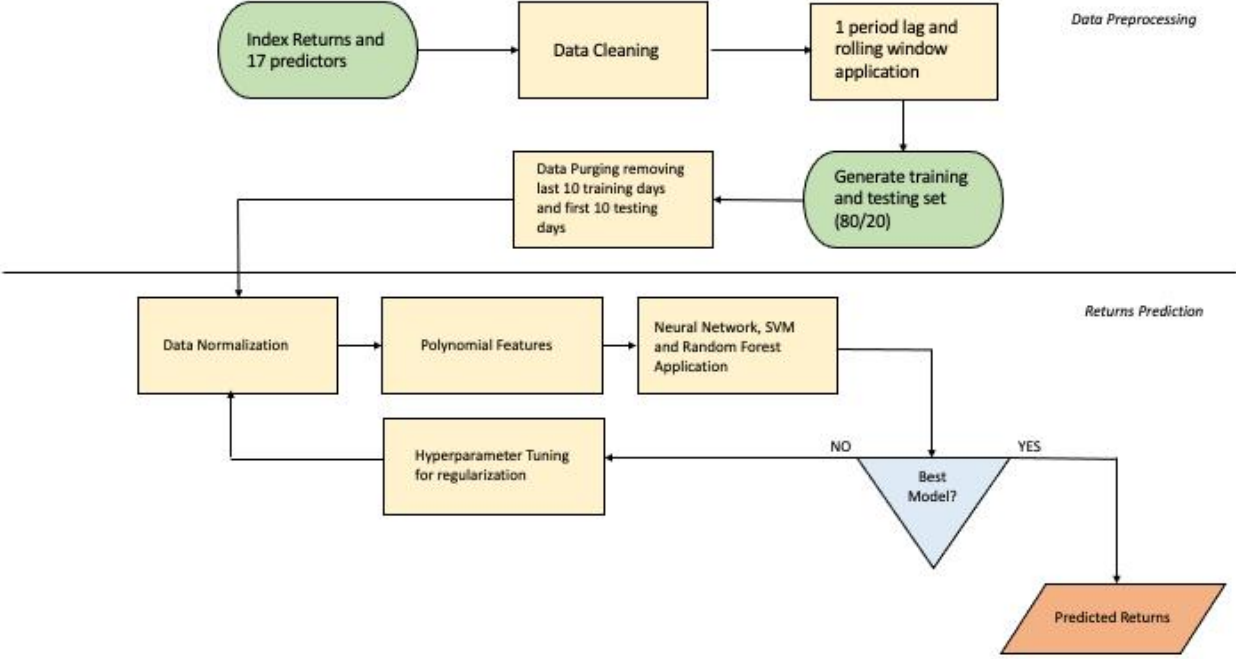 Data Preprocessing
Index Returns and
17 predictors
Data Cleaning
1 period lag and
rolling window
application
Generate training
and testing set
(80/20)
Data Purging removing
last 10 training days
and first 10 testing
days
Returns Prediction
Data Normalization
Polynomial Features
Neural Network, SVM
and Random Forest
Application
Best
Model?
NO
YES
Hyperparameter Tuning
for regularization
Predicted Returns